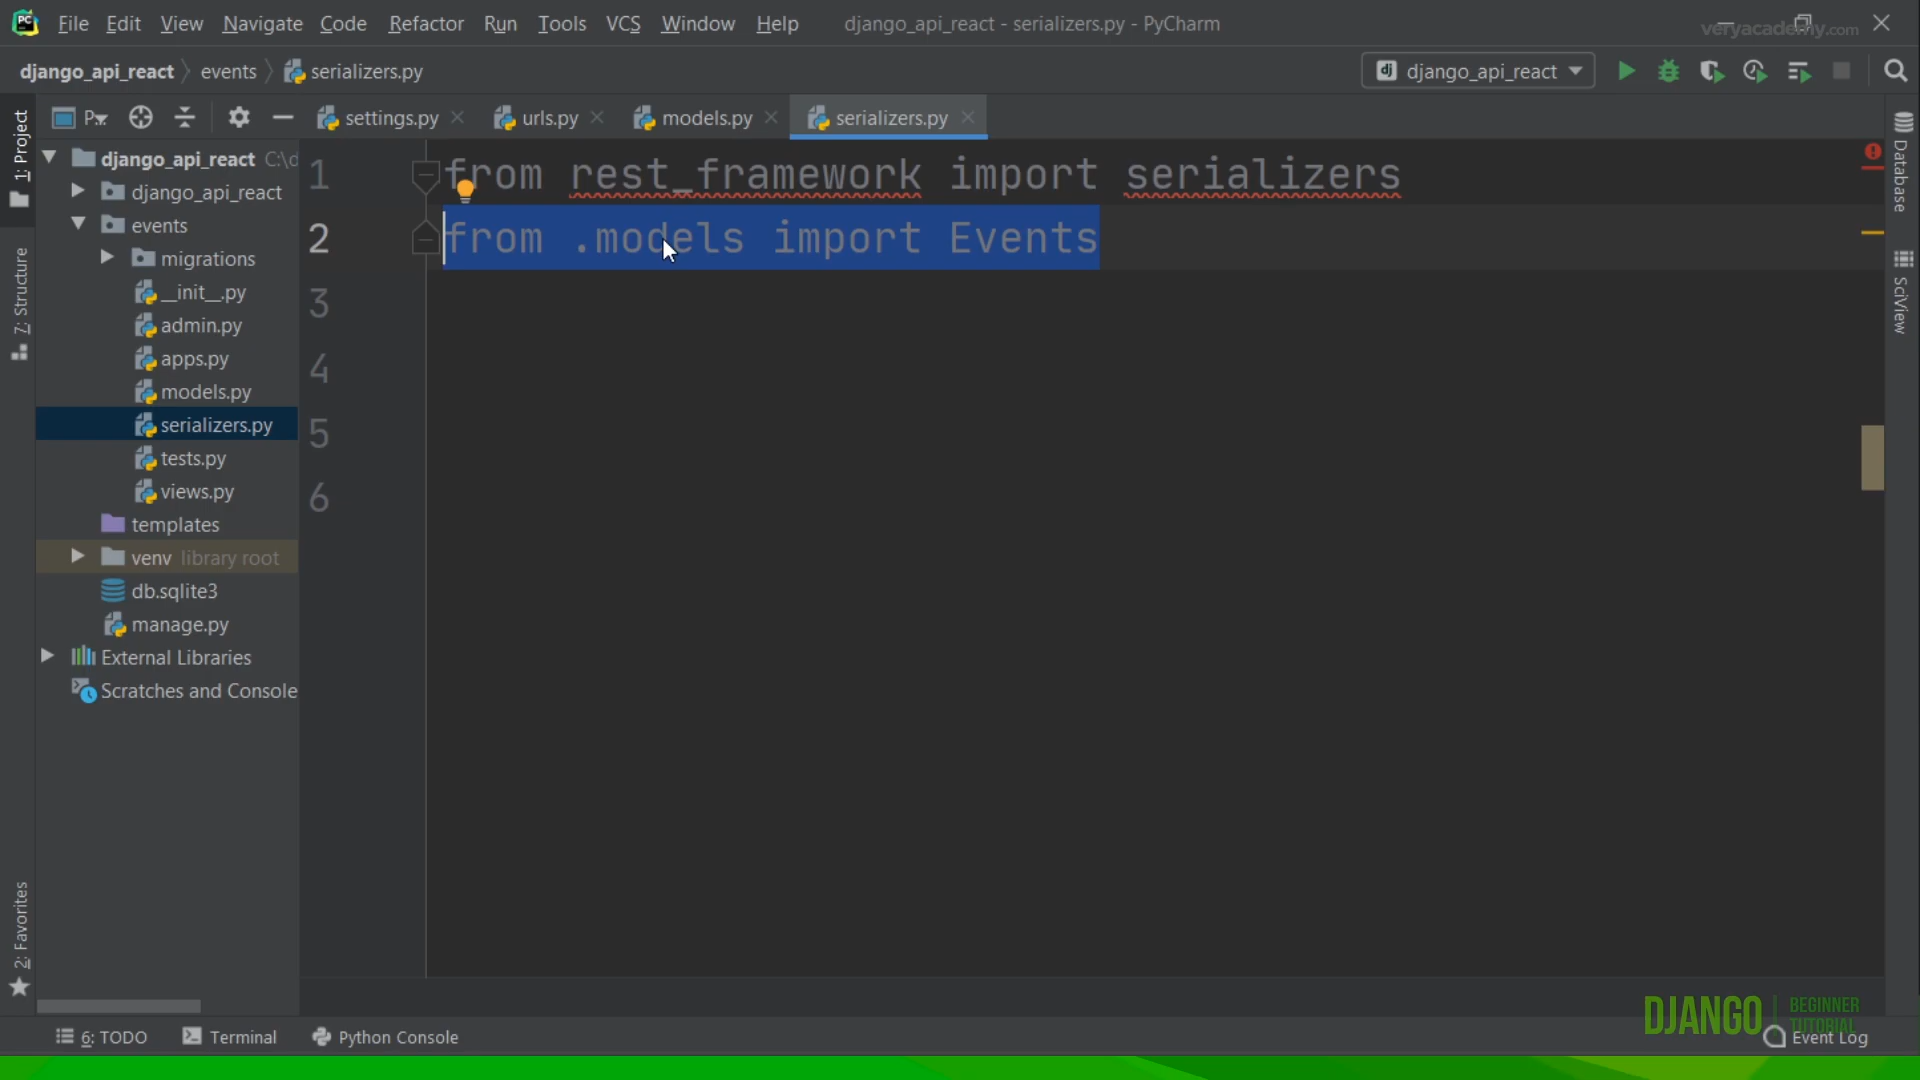 File Edit View Navigate Code Refactor Run Tools VCS Window Help django_api_react - serializers.py - PyCharm
veryacademy.com
django_api_react events serializers.py django_api_react
1: Project
settings.py urls.py models.py serializers.py
django_api_react C:\d
django_api_react
events
migrations
__init__.py
admin.py
apps.py
models.py
serializers.py
tests.py
views.py
templates
venv library root
db.sqlite3
manage.py
External Libraries
Scratches and Console
7: Structure
2: Favorites
1 from rest_framework import serializers
2 from .models import Events
3
4
5
6
Database
SciView
DJANGO BEGINNER
TUTORIAL
6: TODO Terminal Python Console Event Log